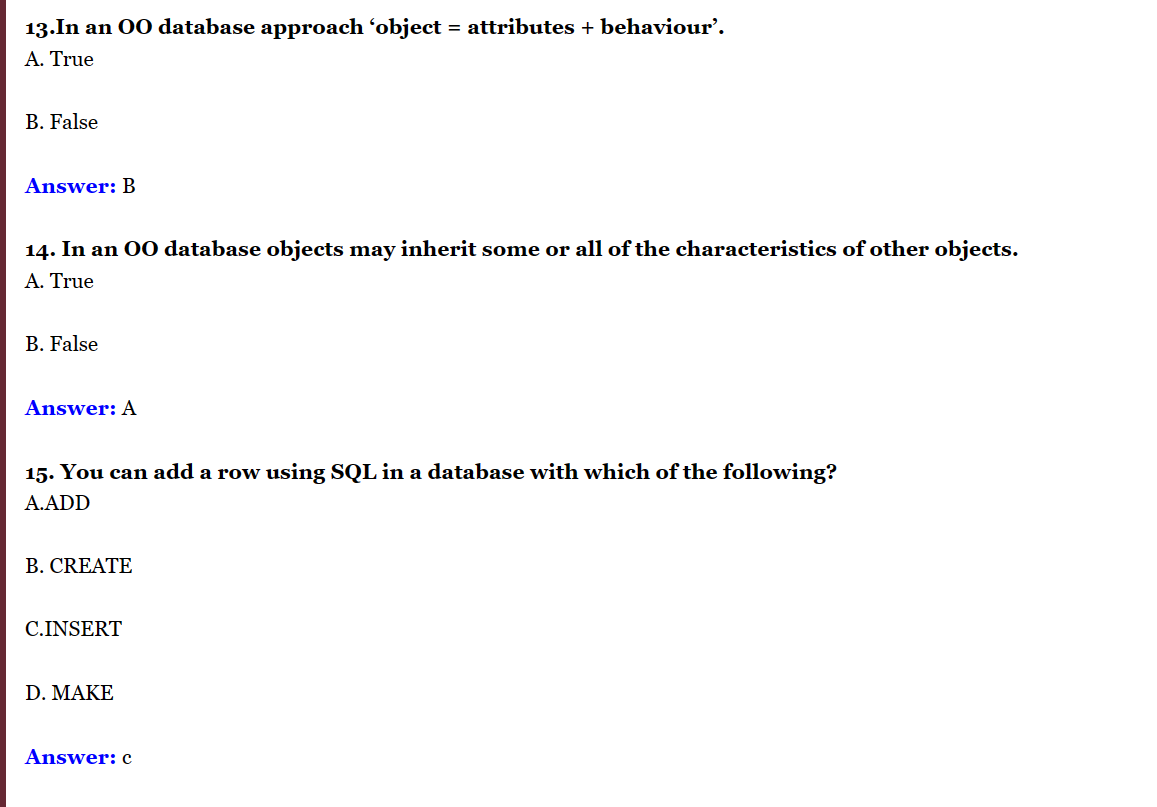 13.In an OO database approach ‘object = attributes + behaviour’.
A. True
B. False
Answer: B
14. In an OO database objects may inherit some or all of the characteristics of other objects.
A. True
B. False
Answer: A
15. You can add a row using SQL in a database with which of the following?
A.ADD
B. CREATE
C.INSERT
D. MAKE
Answer: c